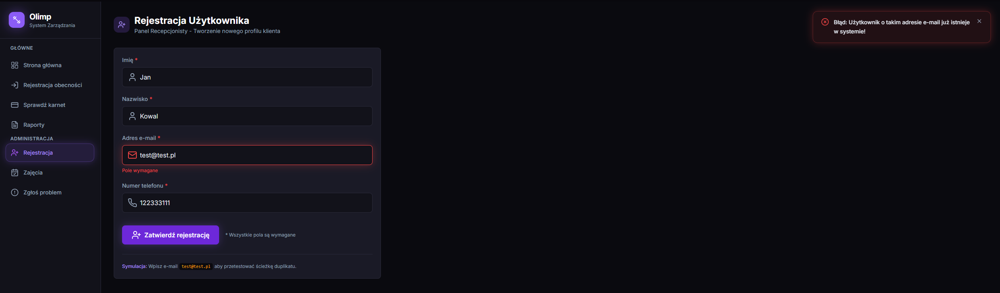 Olimp
System Zarządzania
GŁÓWNE
Strona główna
Rejestracja obecności
Sprawdź karnet
Raporty
ADMINISTRACJA
Rejestracja
Zajęcia
Zgłoś problem
Rejestracja Użytkownika
Panel Recepcjonisty - Tworzenie nowego profilu klienta
Imię *
Jan
Nazwisko *
Kowal
Adres e-mail *
test@test.pl
Pole wymagane
Numer telefonu *
122333111
Zatwierdź rejestrację
* Wszystkie pola są wymagane
Symulacja: Wpisz e-mail test@test.pl aby przetestować ścieżkę duplikatu.
Błąd: Użytkownik o takim adresie e-mail już istnieje
w systemie!